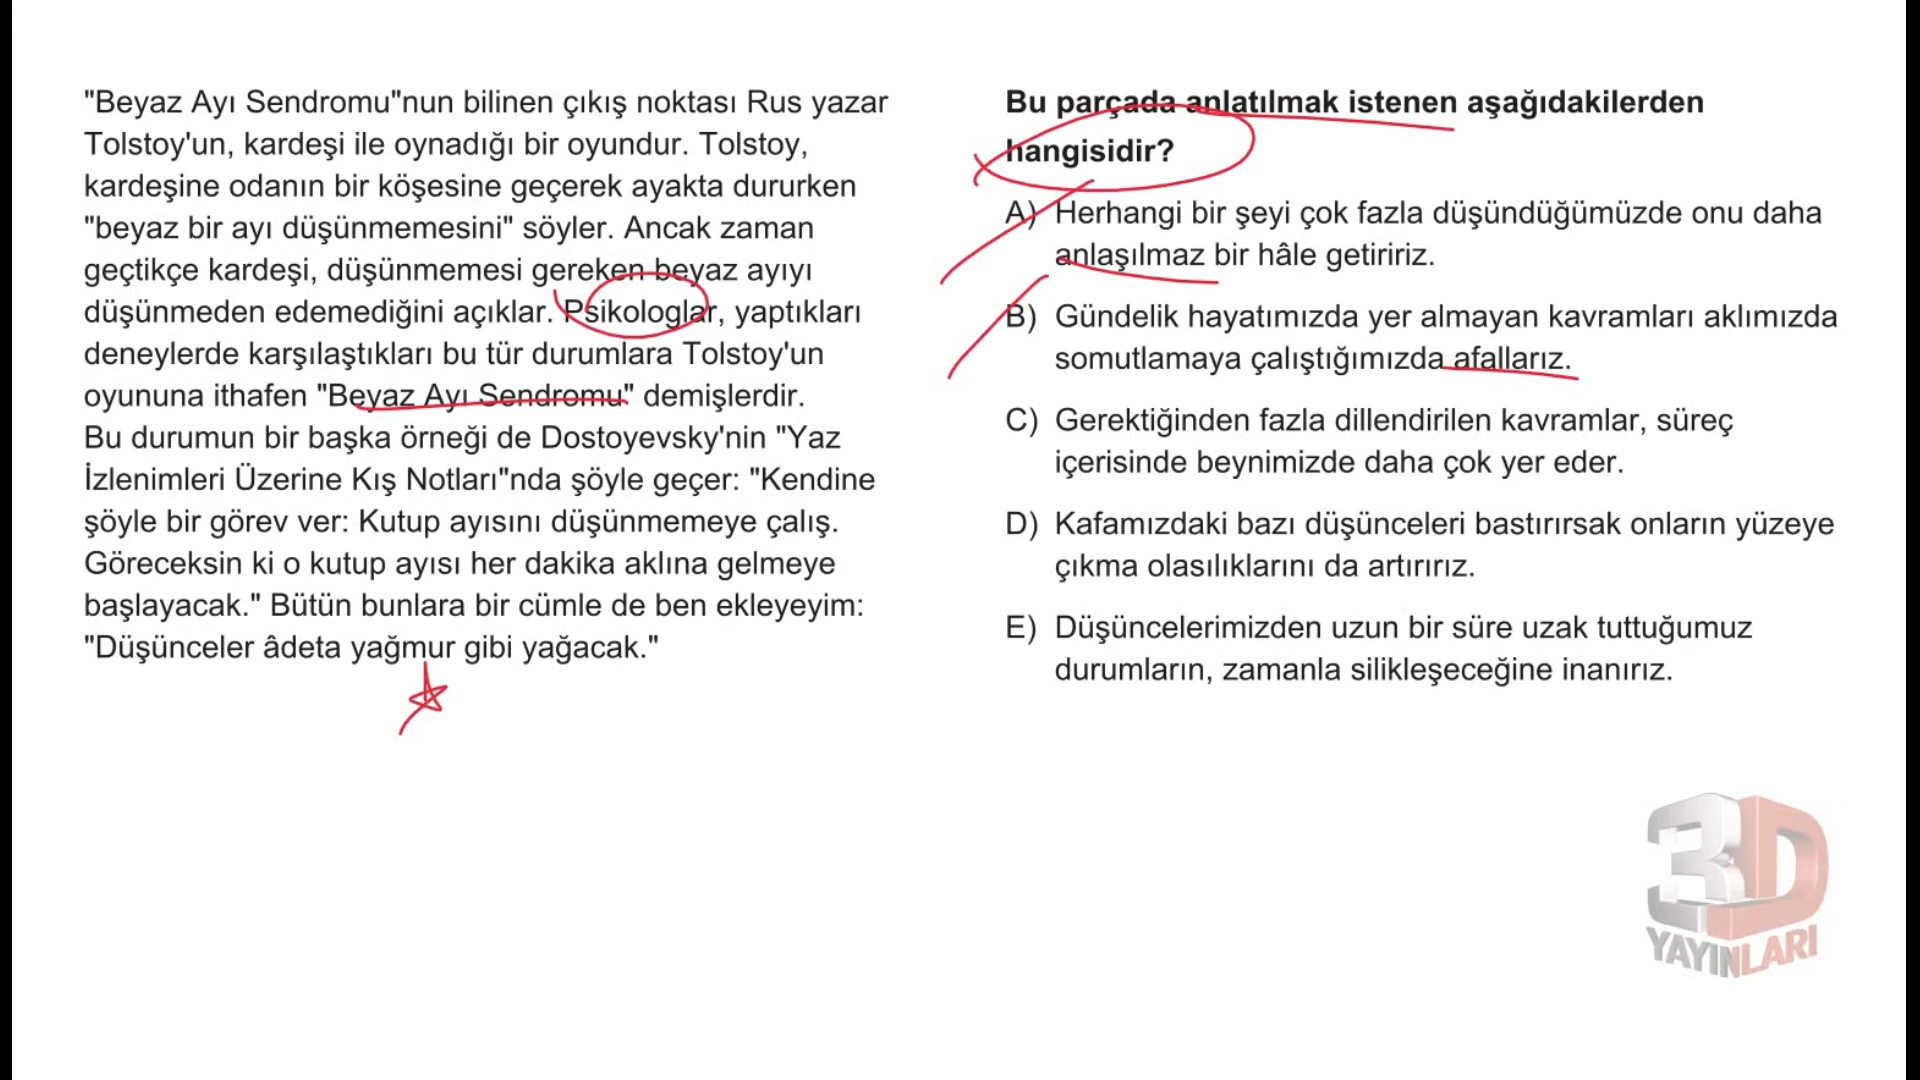 "Beyaz Ayı Sendromu"nun bilinen çıkış noktası Rus yazar
Tolstoy'un, kardeşi ile oynadığı bir oyundur. Tolstoy,
kardeşine odanın bir köşesine geçerek ayakta dururken
"beyaz bir ayı düşünmemesini" söyler. Ancak zaman
geçtikçe kardeşi, düşünmemesi gereken beyaz ayıyı
düşünmeden edemediğini açıklar. Psikologlar, yaptıkları
deneylerde karşılaştıkları bu tür durumlara Tolstoy'un
oyununa ithafen "Beyaz Ayı Sendromu" demişlerdir.
Bu durumun bir başka örneği de Dostoyevsky'nin "Yaz
İzlenimleri Üzerine Kış Notları"nda şöyle geçer: "Kendine
şöyle bir görev ver: Kutup ayısını düşünmemeye çalış.
Göreceksin ki o kutup ayısı her dakika aklına gelmeye
başlayacak." Bütün bunlara bir cümle de ben ekleyeyim:
"Düşünceler âdeta yağmur gibi yağacak."
Bu parçada anlatılmak istenen aşağıdakilerden
hangisidir?
A) Herhangi bir şeyi çok fazla düşündüğümüzde onu daha
anlaşılmaz bir hâle getiririz.
B) Gündelik hayatımızda yer almayan kavramları aklımızda
somutlamaya çalıştığımızda afallarız.
C) Gerektiğinden fazla dillendirilen kavramlar, süreç
içerisinde beynimizde daha çok yer eder.
D) Kafamızdaki bazı düşünceleri bastırırsak onların yüzeye
çıkma olasılıklarını da artırırız.
E) Düşüncelerimizden uzun bir süre uzak tuttuğumuz
durumların, zamanla silikleşeceğine inanırız.
3D
YAYINLARI